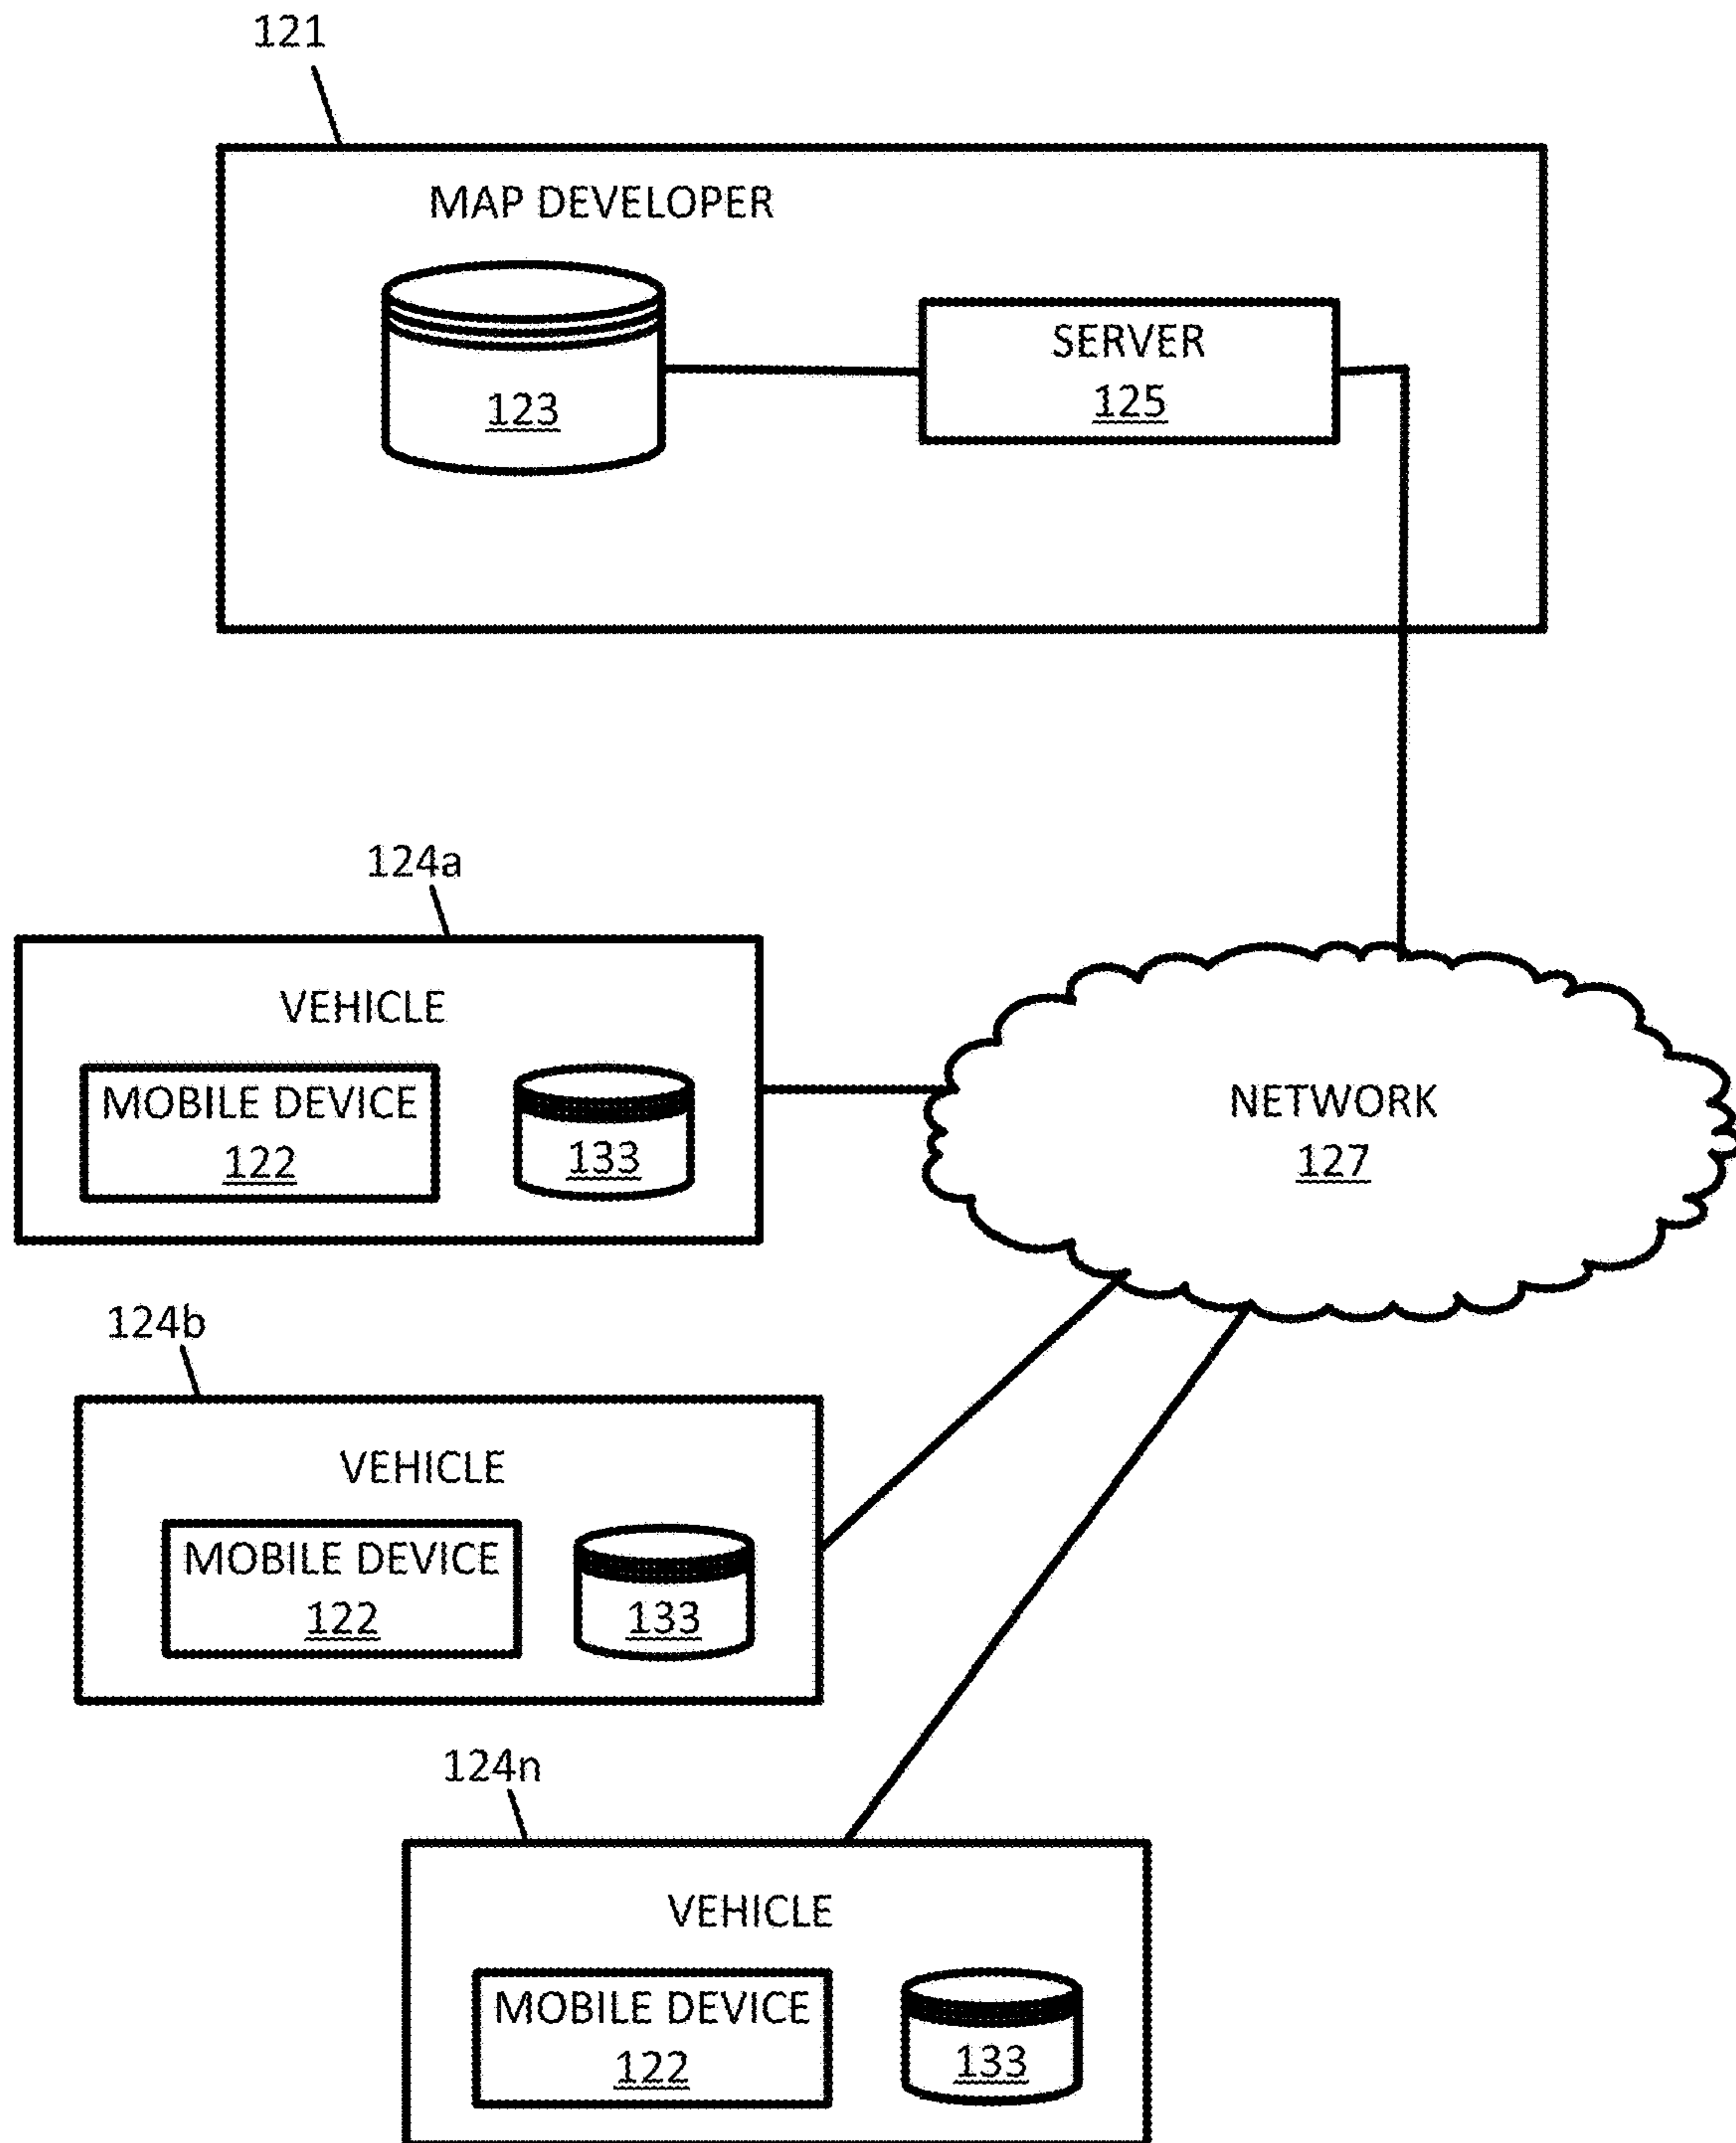 121
MAP DEVELOPER
123
SERVER
125
124a
VEHICLE
MOBILE DEVICE
122
133
NETWORK
127
124b
VEHICLE
MOBILE DEVICE
122
133
124n
VEHICLE
MOBILE DEVICE
122
133